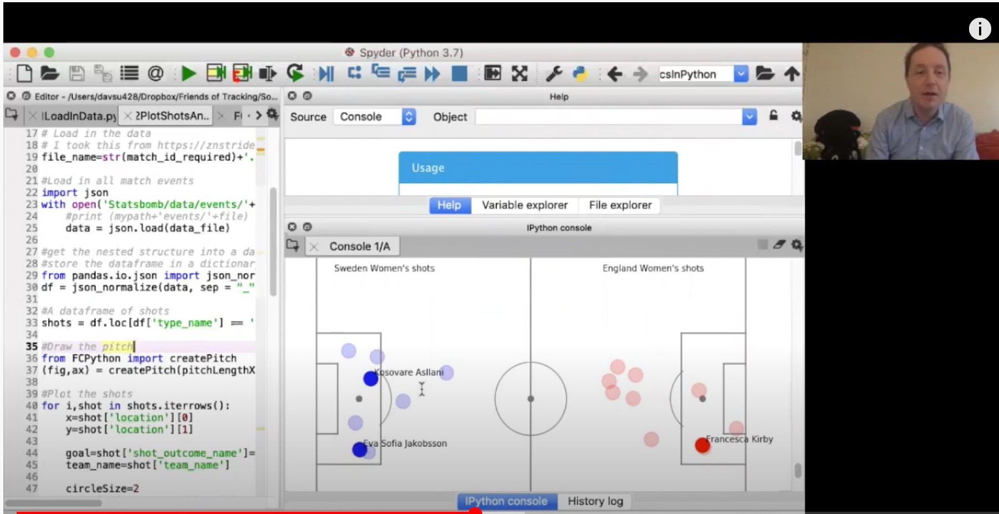 Spyder (Python 3.7)
csInPython
Editor - /Users/davsu428/Dropbox/Friends of Tracking/So...
lLoadInData.py
2PlotShotsAn..
17 # Load in the data
18 # I took this from https://znstride
19 file_name=str(match_id_required)+'.
20
21 #Load in all match events
22 import json
23 with open('Statsbomb/data/events/'+
24 #print (mypath+'events/'+file)
25 data = json.load(data_file)
26
27 #get the nested structure into a da
28 #store the dataframe in a dictionar
29 from pandas.io.json import json_nor
30 df = json_normalize(data, sep = "_"
31
32 #A dataframe of shots
33 shots = df.loc[df['type_name'] == '
34
35 #Draw the pitch
36 from FCPython import createPitch
37 (fig,ax) = createPitch(pitchLengthX
38
39 #Plot the shots
40 for i,shot in shots.iterrows():
41 x=shot['location'][0]
42 y=shot['location'][1]
43
44 goal=shot['shot_outcome_name']=
45 team_name=shot['team_name']
46
47 circleSize=2
Help
Source Console Object
Usage
Help Variable explorer File explorer
IPython console
Console 1/A
Sweden Women's shots England Women's shots
Kosovare Asllani
Eva Sofia Jakobsson
Francesca Kirby
IPython console History log